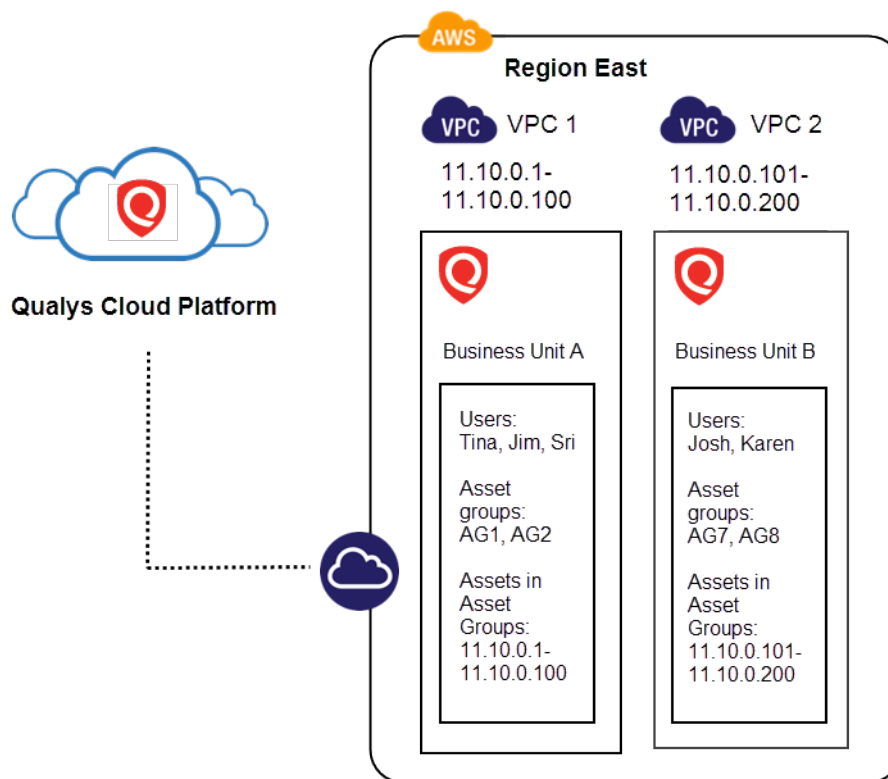 AWS
Region East
VPC
VPC 1
VPC
VPC 2
11.10.0.1-
11.10.0.100
11.10.0.101-
11.10.0.200
Qualys Cloud Platform
Business Unit A
Users:
Tina, Jim, Sri
Asset
groups:
AG1, AG2
Assets in
Asset
Groups:
11.10.0.1-
11.10.0.100
Business Unit B
Users:
Josh, Karen
Asset
groups:
AG7, AG8
Assets in
Asset
Groups:
11.10.0.101-
11.10.0.200